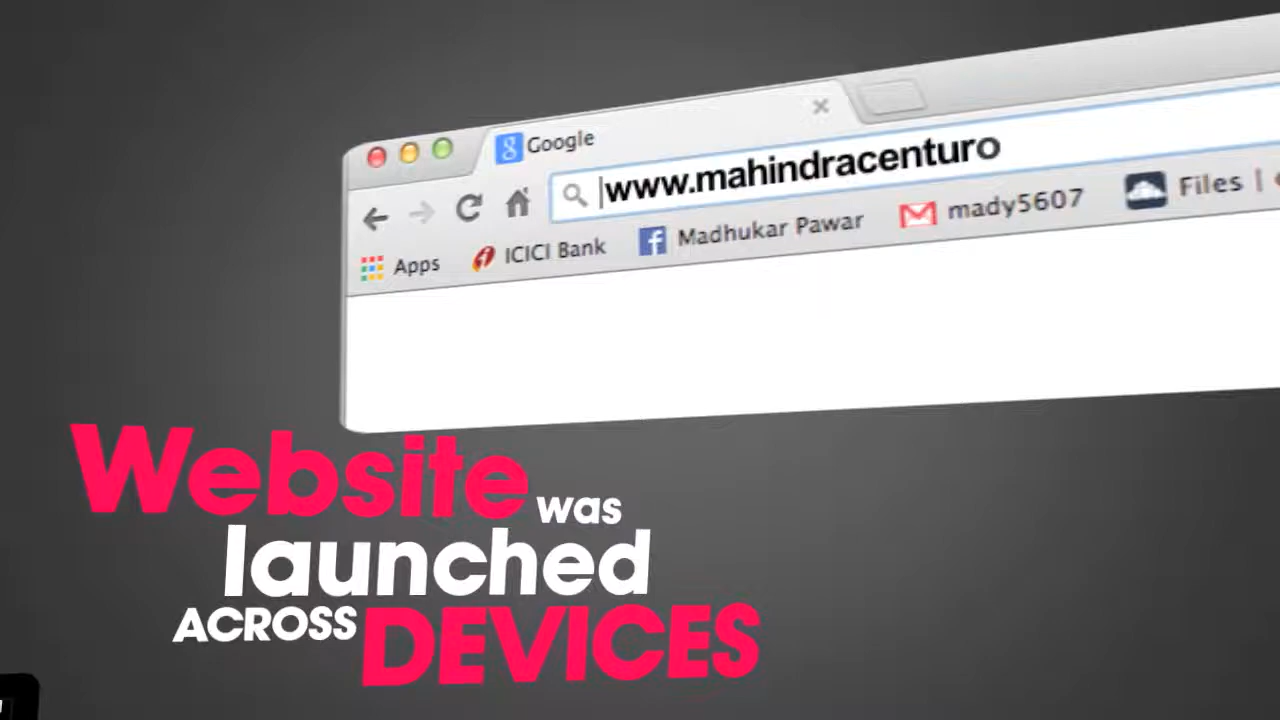 Google
www.mahindracenturo
Apps ICICI Bank Madhukar Pawar mady5607 Files
Website was
launched
ACROSS DEVICES